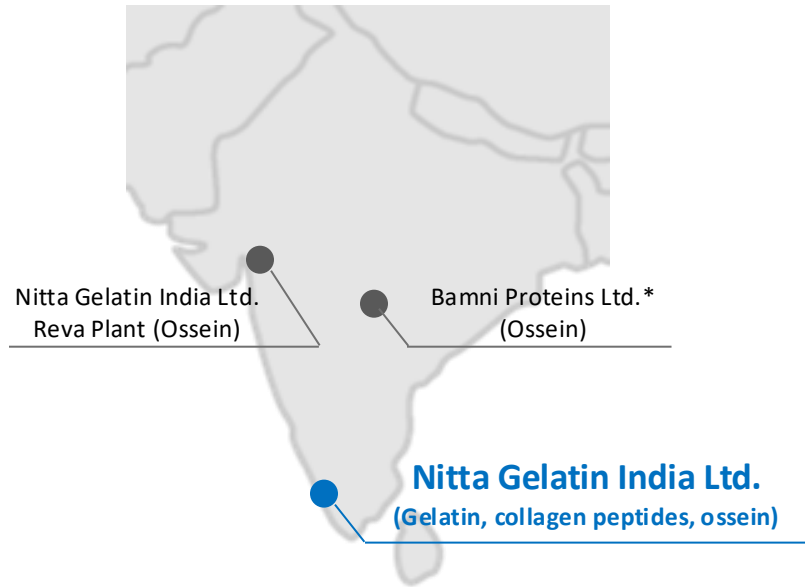 Nitta Gelatin India Ltd.
Reva Plant (Ossein)
Bamni Proteins Ltd.*
(Ossein)
Nitta Gelatin India Ltd.
(Gelatin, collagen peptides, ossein)